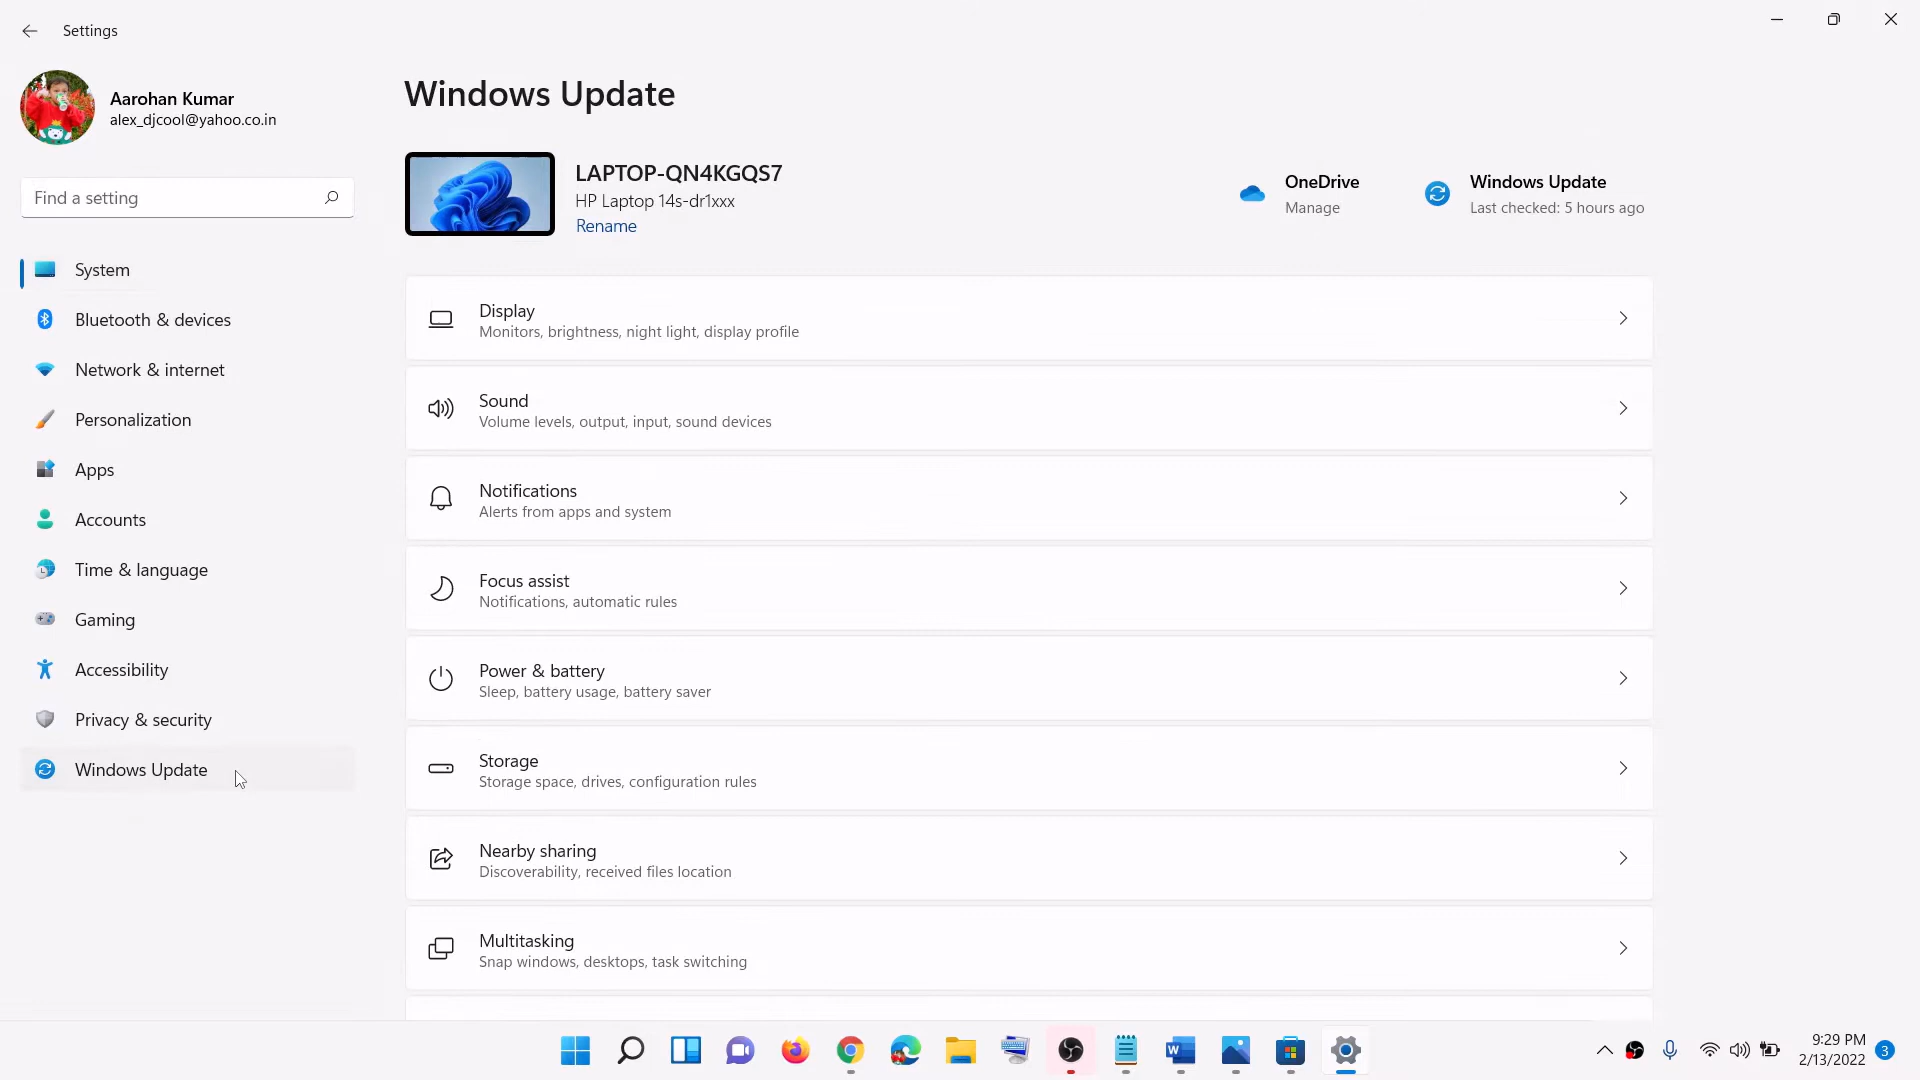 Settings
Aarohan Kumar
alex_djcool@yahoo.co.in
Find a setting
System
Bluetooth & devices
Network & internet
Personalization
Apps
Accounts
Time & language
Gaming
Accessibility
Privacy & security
Windows Update
Windows Update
LAPTOP-QN4KGQS7
HP Laptop 14s-dr1xxx
Rename
OneDrive
Manage
Windows Update
Last checked: 5 hours ago
Display
Monitors, brightness, night light, display profile
Sound
Volume levels, output, input, sound devices
Notifications
Alerts from apps and system
Focus assist
Notifications, automatic rules
Power & battery
Sleep, battery usage, battery saver
Storage
Storage space, drives, configuration rules
Nearby sharing
Discoverability, received files location
Multitasking
Snap windows, desktops, task switching
W
9:29 PM
2/13/2022
3